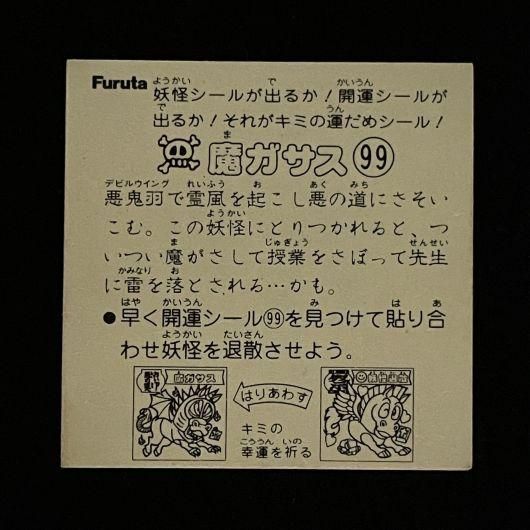 Furuta
妖怪シールが出るか！開運シールが
出るか！それがキミの運だめシール！
魔ガサス 99
悪鬼羽で霊風を起こし悪の道にさそい
こむ。この妖怪にとりつかれると、つ
いつい魔がさして授業をさぼって先生
に雷を落とされる…かも。
●早く開運シール99を見つけて貼り合
わせ妖怪を退散させよう。
魔ガサス
はりあわす
キミの
幸運を祈る